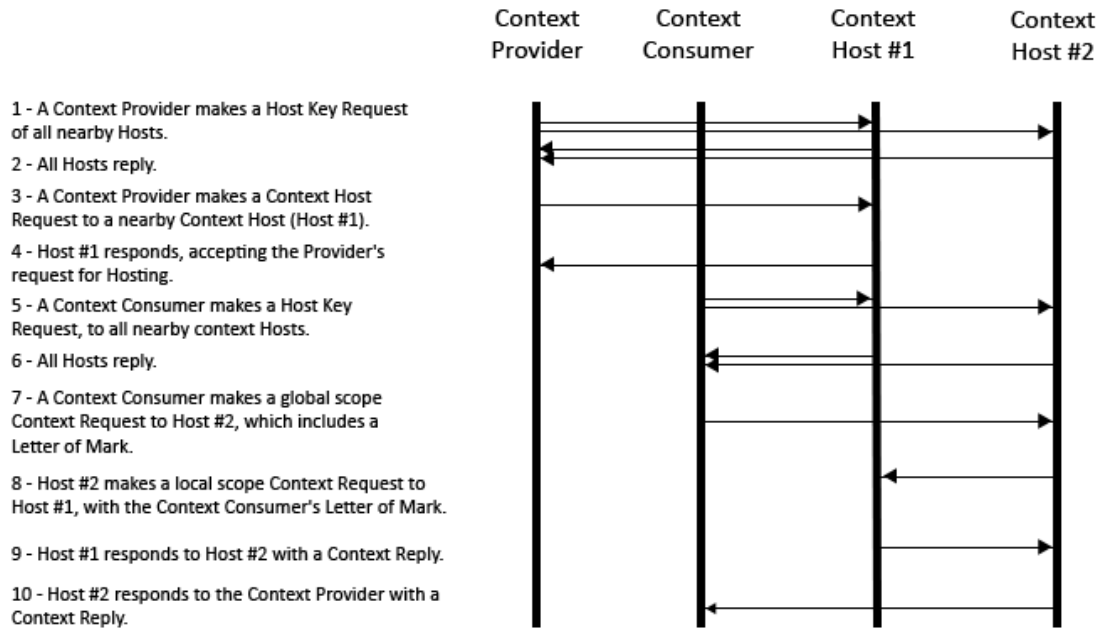 Context Provider
Context Consumer
Context Host #1
Context Host #2
1 - A Context Provider makes a Host Key Request
of all nearby Hosts.
2 - All Hosts reply.
3 - A Context Provider makes a Context Host
Request to a nearby Context Host (Host #1).
4 - Host #1 responds, accepting the Provider's
request for Hosting.
5 - A Context Consumer makes a Host Key
Request, to all nearby context Hosts.
6 - All Hosts reply.
7 - A Context Consumer makes a global scope
Context Request to Host #2, which includes a
Letter of Mark.
8 - Host #2 makes a local scope Context Request to
Host #1, with the Context Consumer's Letter of Mark.
9 - Host #1 responds to Host #2 with a Context Reply.
10 - Host #2 responds to the Context Provider with a
Context Reply.